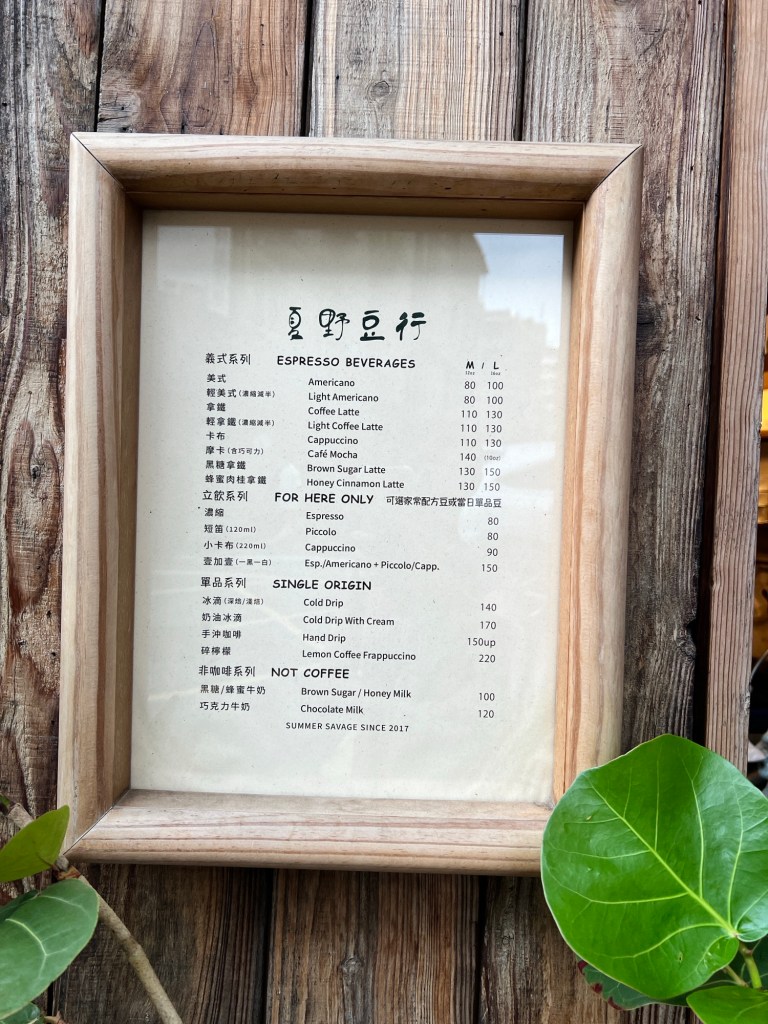 夏野豆行
義式系列 ESPRESSO BEVERAGES M / L
12oz 16oz
美式 Americano 80 100
輕美式(濃縮減半) Light Americano 80 100
拿鐵 Coffee Latte 110 130
輕拿鐵(濃縮減半) Light Coffee Latte 110 130
卡布 Cappuccino 110 130
摩卡(含巧可力) Café Mocha 140 (10oz)
黑糖拿鐵 Brown Sugar Latte 130 150
蜂蜜肉桂拿鐵 Honey Cinnamon Latte 130 150
立飲系列 FOR HERE ONLY 可選家常配方豆或當日單品豆
濃縮 Espresso 80
短笛(120ml) Piccolo 80
小卡布(220ml) Cappuccino 90
壹加壹(一黑一白) Esp./Americano + Piccolo/Capp. 150
單品系列 SINGLE ORIGIN
冰滴(深焙/淺焙) Cold Drip 140
奶油冰滴 Cold Drip With Cream 170
手沖咖啡 Hand Drip 150up
碎檸檬 Lemon Coffee Frappuccino 220
非咖啡系列 NOT COFFEE
黑糖/蜂蜜牛奶 Brown Sugar / Honey Milk 100
巧克力牛奶 Chocolate Milk 120
SUMMER SAVAGE SINCE 2017